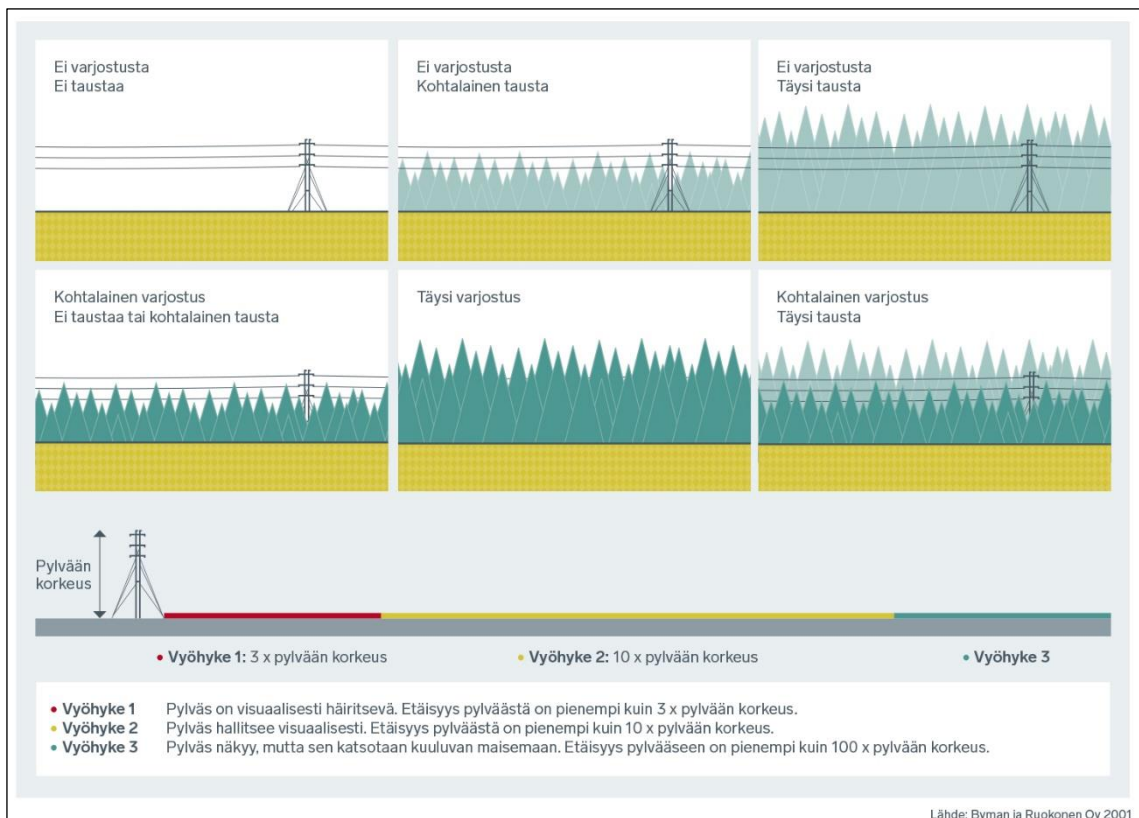 Ei varjostusta
Ei taustaa
Ei varjostusta
Kohtalainen tausta
Ei varjostusta
Täysi tausta
Kohtalainen varjostus
Ei taustaa tai kohtalainen tausta
Täysi varjostus
Kohtalainen varjostus
Täysi tausta
Pylvään
korkeus
• Vyöhyke 1: 3 x pylvään korkeus
• Vyöhyke 2: 10 x pylvään korkeus
• Vyöhyke 3
• Vyöhyke 1 Pylväs on visuaalisesti häiritsevä. Etäisyys pylväästä on pienempi kuin 3 x pylvään korkeus.
• Vyöhyke 2 Pylväs hallitsee visuaalisesti. Etäisyys pylväästä on pienempi kuin 10 x pylvään korkeus.
• Vyöhyke 3 Pylväs näkyy, mutta sen katsotaan kuuluvan maisemaan. Etäisyys pylvääseen on pienempi kuin 100 x pylvään korkeus.
Lähde: Byman ja Ruokonen Oy 2001